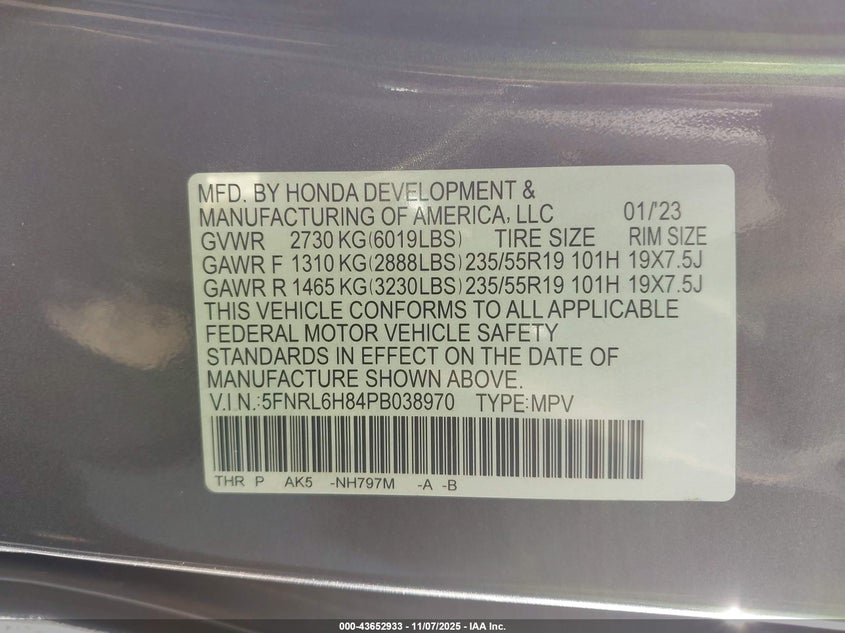 MFD. BY HONDA DEVELOPMENT &
MANUFACTURING OF AMERICA, LLC 01/'23
GVWR 2730 KG(6019LBS) TIRE SIZE RIM SIZE
GAWR F 1310 KG(2888LBS) 235/55R19 101H 19X7.5J
GAWR R 1465 KG(3230LBS) 235/55R19 101H 19X7.5J
THIS VEHICLE CONFORMS TO ALL APPLICABLE
FEDERAL MOTOR VEHICLE SAFETY
STANDARDS IN EFFECT ON THE DATE OF
MANUFACTURE SHOWN ABOVE.
V.I.N.:5FNRL6H84PB038970 TYPE:MPV
THR P AK5 -NH797M -A -B
000-43652933 - 11/07/2025 - IAA Inc.